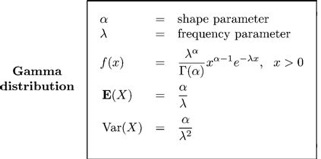 α = shape parameter
λ = frequency parameter
f(x) = λ^α / Γ(α) x^{α−1} e^{−λx}, x > 0
Gamma
distribution
E(X) = α / λ
Var(X) = α / λ²